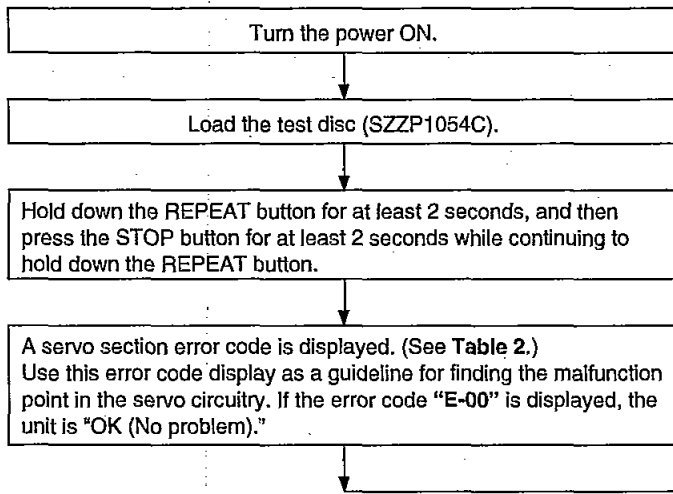 Turn the power ON.
Load the test disc (SZZP1054C).
Hold down the REPEAT button for at least 2 seconds, and then
press the STOP button for at least 2 seconds while continuing to
hold down the REPEAT button.
A servo section error code is displayed. (See Table 2.)
Use this error code display as a guideline for finding the malfunction
point in the servo circuitry. If the error code "E-00" is displayed, the
unit is "OK (No problem)."